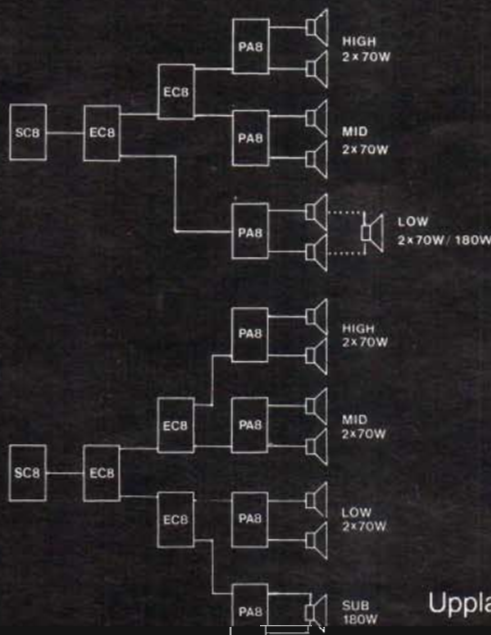 PA8
HIGH
2×70W
EC8
SC8
EC8
PA8
MID
2×70W
PA8
LOW
2×70W/180W
PA8
HIGH
2×70W
EC8
PA8
MID
2×70W
SC8
EC8
EC8
PA8
LOW
2×70W
PA8
SUB
180W